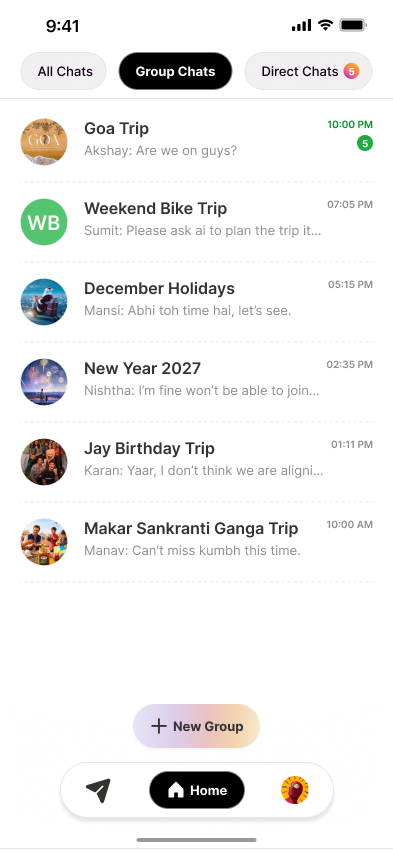 9:41
All Chats
Group Chats
Direct Chats 5
GOA
Goa Trip
10:00 PM
Akshay: Are we on guys?
5
WB
Weekend Bike Trip
07:05 PM
Sumit: Please ask ai to plan the trip it...
December Holidays
05:15 PM
Mansi: Abhi toh time hai, let’s see.
New Year 2027
02:35 PM
Nishtha: I’m fine won’t be able to join...
Jay Birthday Trip
01:11 PM
Karan: Yaar, I don’t think we are aligni...
Makar Sankranti Ganga Trip
10:00 AM
Manav: Can’t miss kumbh this time.
New Group
Home